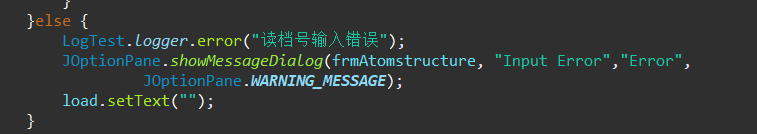 }
}else {
LogTest.logger.error("读档号输入错误");
JOptionPane.showMessageDialog(frmAtomstructure, "Input Error","Error",
JOptionPane.WARNING_MESSAGE);
load.setText("");
}